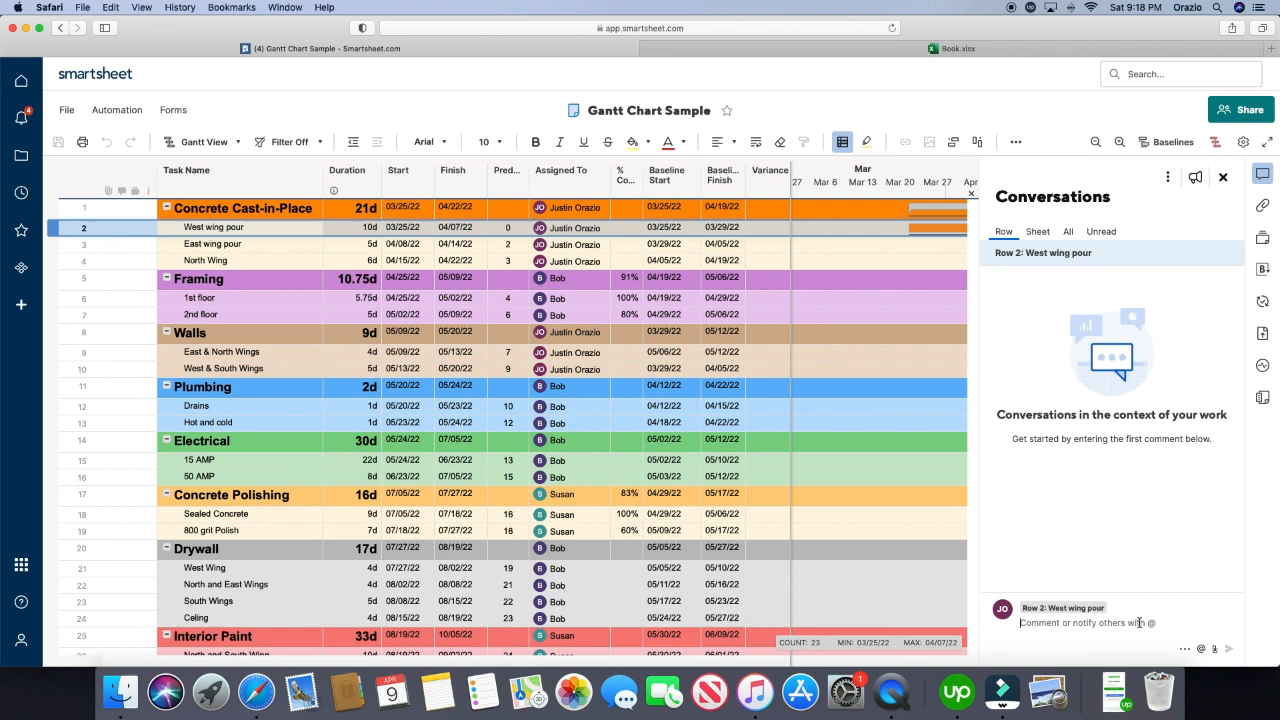 Safari File Edit View History Bookmarks Window Help Sat 9:18 PM Orazio
app.smartsheet.com
(4) Gantt Chart Sample - Smartsheet.com Book.xlsx
smartsheet Search...
File Automation Forms Gantt Chart Sample Share
Gantt View Filter Off Arial 10 B I U S A Baselines
Task Name Duration Start Finish Pred... Assigned To % Co... Baseline Start Baseli... Finish Variance Mar
27 Mar 6 Mar 13 Mar 20 Mar 27 Apr
1 Concrete Cast-in-Place 21d 03/25/22 04/22/22 JO Justin Orazio 03/25/22 04/19/22
2 West wing pour 10d 03/25/22 04/07/22 0 JO Justin Orazio 03/25/22 03/29/22
3 East wing pour 5d 04/08/22 04/14/22 2 JO Justin Orazio 03/29/22 04/05/22
4 North Wing 6d 04/15/22 04/22/22 3 JO Justin Orazio 04/05/22 04/19/22
5 Framing 10.75d 04/25/22 05/09/22 B Bob 91% 04/19/22 05/06/22
6 1st floor 5.75d 04/25/22 05/02/22 4 B Bob 100% 04/19/22 04/29/22
7 2nd floor 5d 05/02/22 05/09/22 6 B Bob 80% 04/29/22 05/06/22
8 Walls 9d 05/09/22 05/20/22 JO Justin Orazio 03/29/22 05/12/22
9 East & North Wings 4d 05/09/22 05/13/22 7 JO Justin Orazio 05/06/22 05/12/22
10 West & South Wings 5d 05/13/22 05/20/22 9 JO Justin Orazio 03/29/22 04/05/22
11 Plumbing 2d 05/20/22 05/24/22 B Bob 04/12/22 04/22/22
12 Drains 1d 05/20/22 05/23/22 10 B Bob 04/12/22 04/15/22
13 Hot and cold 1d 05/23/22 05/24/22 12 B Bob 04/18/22 04/22/22
14 Electrical 30d 05/24/22 07/05/22 B Bob 05/02/22 05/12/22
15 15 AMP 22d 05/24/22 06/23/22 13 B Bob 05/02/22 05/10/22
16 50 AMP 8d 06/23/22 07/05/22 15 B Bob 05/03/22 05/12/22
17 Concrete Polishing 16d 07/05/22 07/27/22 S Susan 83% 04/29/22 05/17/22
18 Sealed Concrete 9d 07/05/22 07/18/22 16 S Susan 100% 04/29/22 05/06/22
19 800 grit Polish 7d 07/18/22 07/27/22 18 S Susan 60% 05/09/22 05/17/22
20 Drywall 17d 07/27/22 08/19/22 B Bob 05/05/22 05/27/22
21 West Wing 4d 07/27/22 08/02/22 19 B Bob 05/05/22 05/10/22
22 North and East Wings 4d 08/02/22 08/08/22 21 B Bob 05/11/22 05/16/22
23 South Wings 5d 08/08/22 08/15/22 22 B Bob 05/17/22 05/23/22
24 Celing 4d 08/15/22 08/19/22 23 B Bob 05/24/22 05/27/22
25 Interior Paint 33d 08/19/22 10/05/22 S Susan 05/30/22 06/09/22
COUNT: 23 MIN: 03/25/22 MAX: 04/07/22
Conversations
Row Sheet All Unread
Row 2: West wing pour
Conversations in the context of your work
Get started by entering the first comment below.
JO Row 2: West wing pour
Comment or notify others with @
APR
9
1
up